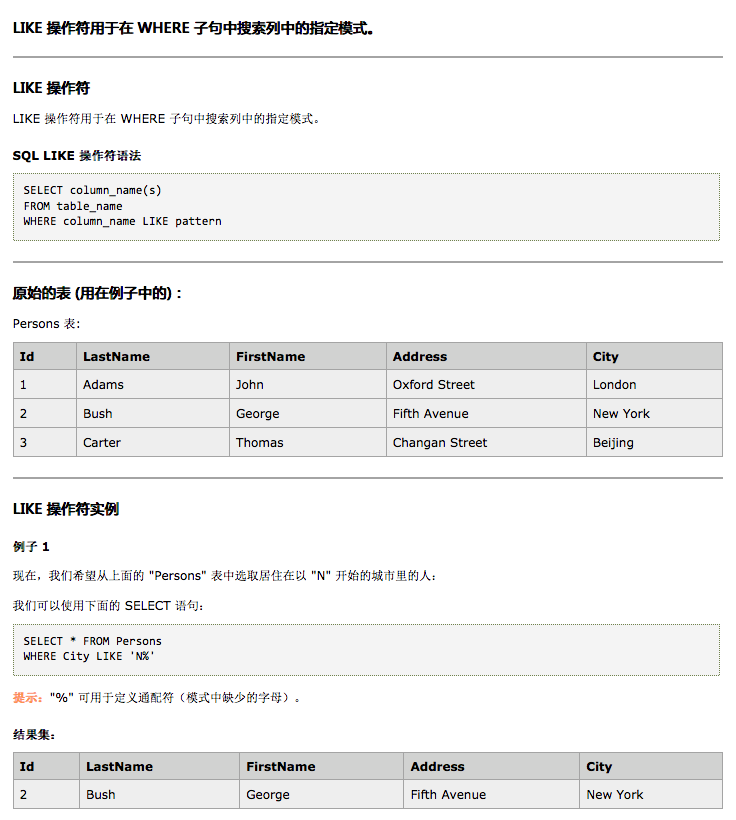 LIKE 操作符用于在 WHERE 子句中搜索列中的指定模式。
LIKE 操作符
LIKE 操作符用于在 WHERE 子句中搜索列中的指定模式。
SQL LIKE 操作符语法
SELECT column_name(s)
FROM table_name
WHERE column_name LIKE pattern
原始的表 (用在例子中的)：
Persons 表:
Id LastName FirstName Address City
1 Adams John Oxford Street London
2 Bush George Fifth Avenue New York
3 Carter Thomas Changan Street Beijing
LIKE 操作符实例
例子 1
现在，我们希望从上面的 "Persons" 表中选取居住在以 "N" 开始的城市里的人：
我们可以使用下面的 SELECT 语句：
SELECT * FROM Persons
WHERE City LIKE 'N%'
提示："%" 可用于定义通配符（模式中缺少的字母）。
结果集：
Id LastName FirstName Address City
2 Bush George Fifth Avenue New York